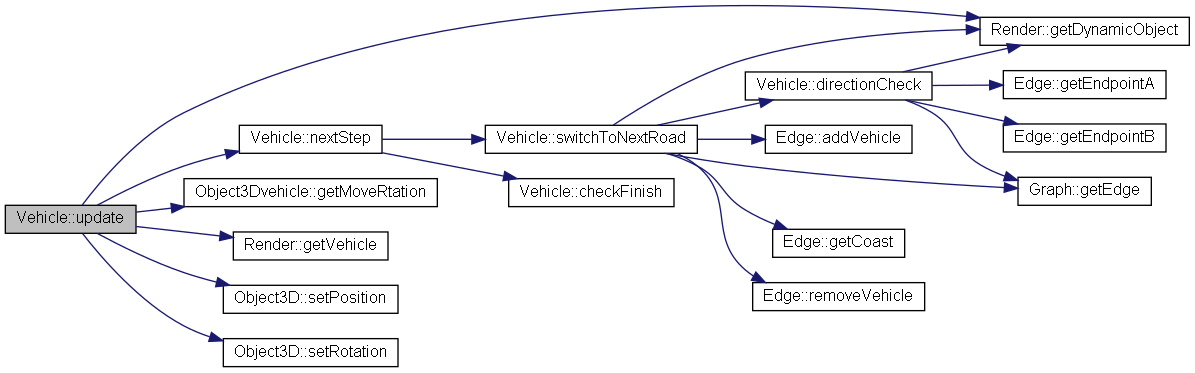 Render::getDynamicObject
Vehicle::directionCheck
Edge::getEndpointA
Vehicle::nextStep
Vehicle::switchToNextRoad
Edge::addVehicle
Edge::getEndpointB
Object3Dvehicle::getMoveRtation
Vehicle::checkFinish
Graph::getEdge
Vehicle::update
Render::getVehicle
Edge::getCoast
Object3D::setPosition
Edge::removeVehicle
Object3D::setRotation